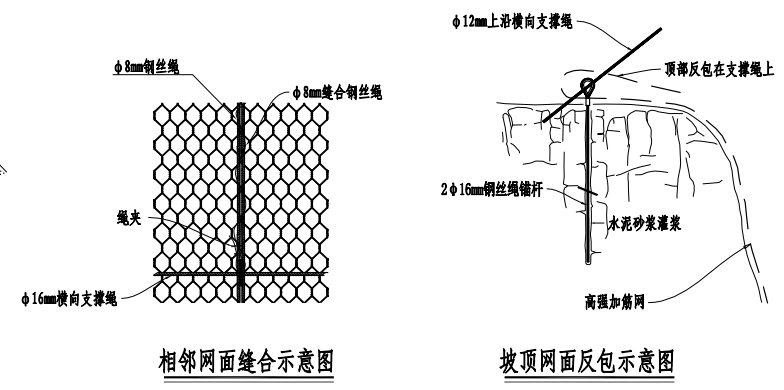 φ8mm钢丝绳
φ8mm缝合钢丝绳
绳夹
φ16mm横向支撑绳
相邻网面缝合示意图
φ12mm上沿横向支撑绳
顶部反包在支撑绳上
2φ16mm钢丝绳锚杆
水泥砂浆灌浆
高强加筋网
坡顶网面反包示意图